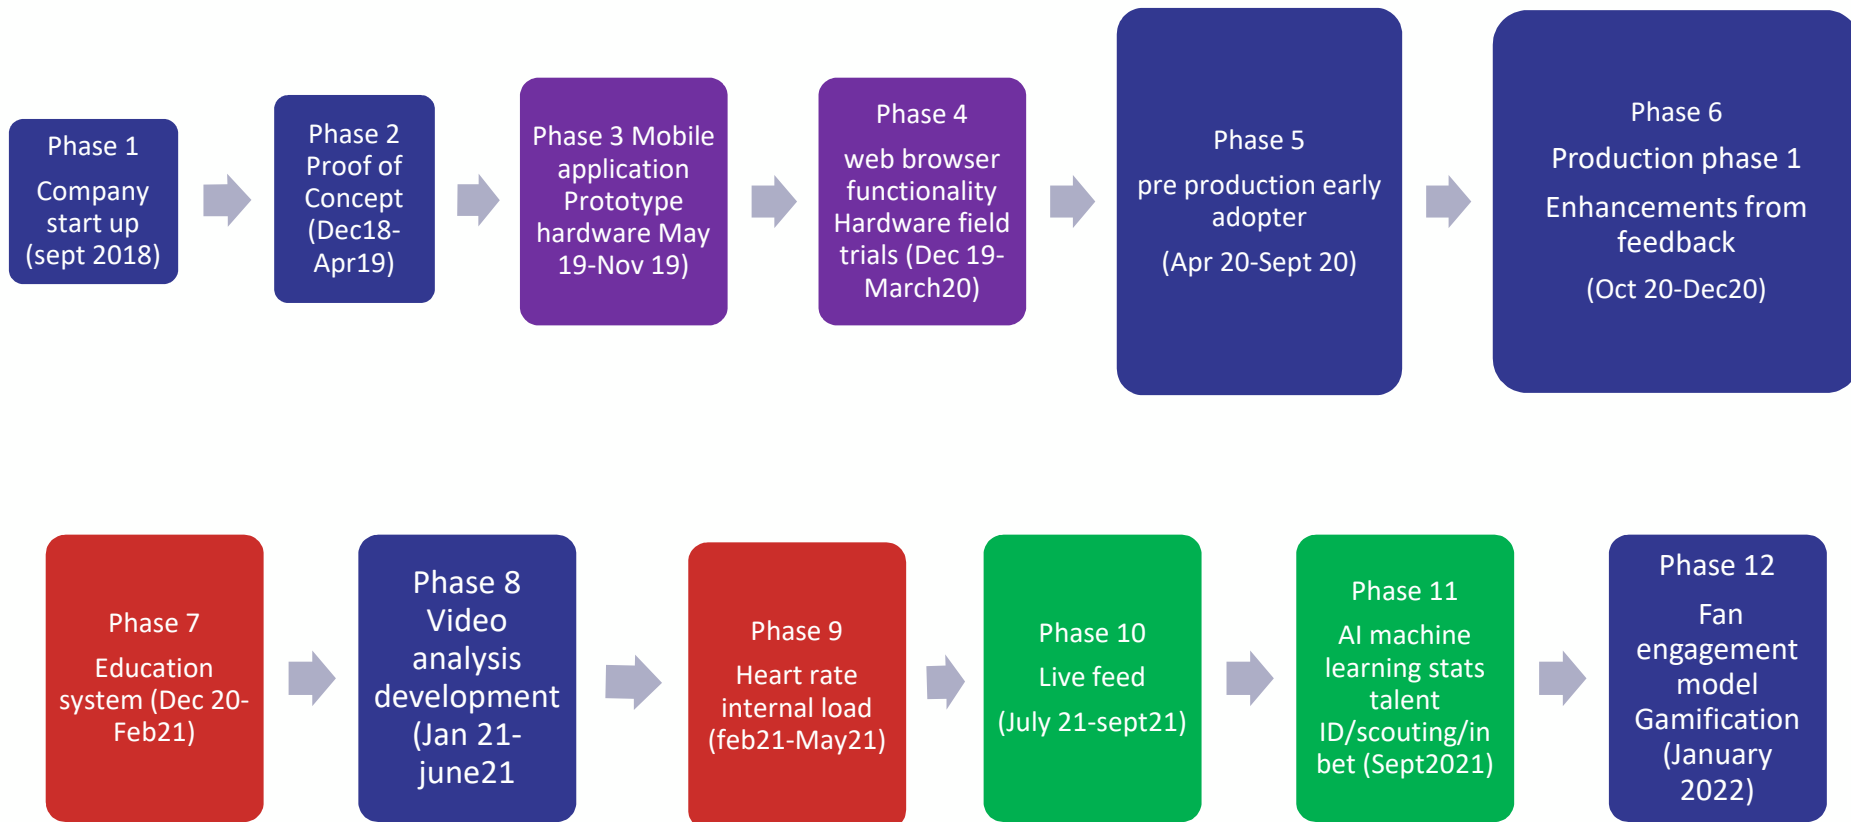 Phase 1
Company
start up
(sept 2018)
Phase 2
Proof of
Concept
(Dec18-
Apr19)
Phase 3 Mobile
application
Prototype
hardware May
19-Nov 19)
Phase 4
web browser
functionality
Hardware field
trials (Dec 19-
March20)
Phase 5
pre production early
adopter
(Apr 20-Sept 20)
Phase 6
Production phase 1
Enhancements from
feedback
(Oct 20-Dec20)
Phase 7
Education
system (Dec 20-
Feb21)
Phase 8
Video
analysis
development
(Jan 21-
june21
Phase 9
Heart rate
internal load
(feb21-May21)
Phase 10
Live feed
(July 21-sept21)
Phase 11
AI machine
learning stats
talent
ID/scouting/in
bet (Sept2021)
Phase 12
Fan
engagement
model
Gamification
(January
2022)